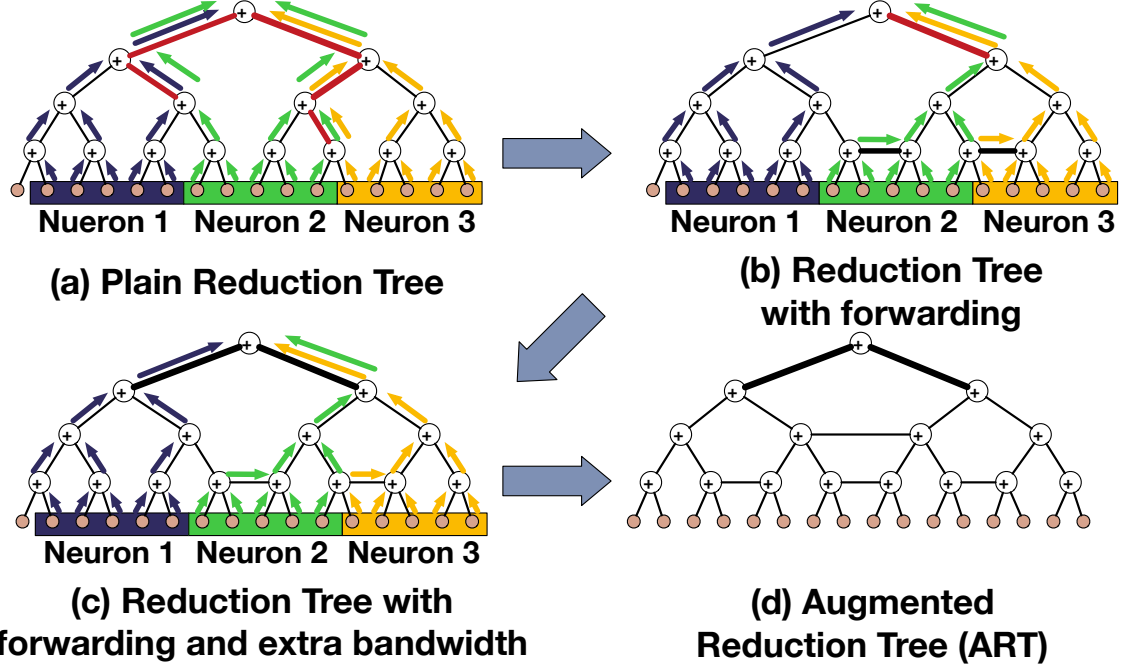 Nueron 1 Neuron 2 Neuron 3
(a) Plain Reduction Tree
Neuron 1 Neuron 2 Neuron 3
(b) Reduction Tree
with forwarding
Neuron 1 Neuron 2 Neuron 3
(c) Reduction Tree with
forwarding and extra bandwidth
(d) Augmented
Reduction Tree (ART)